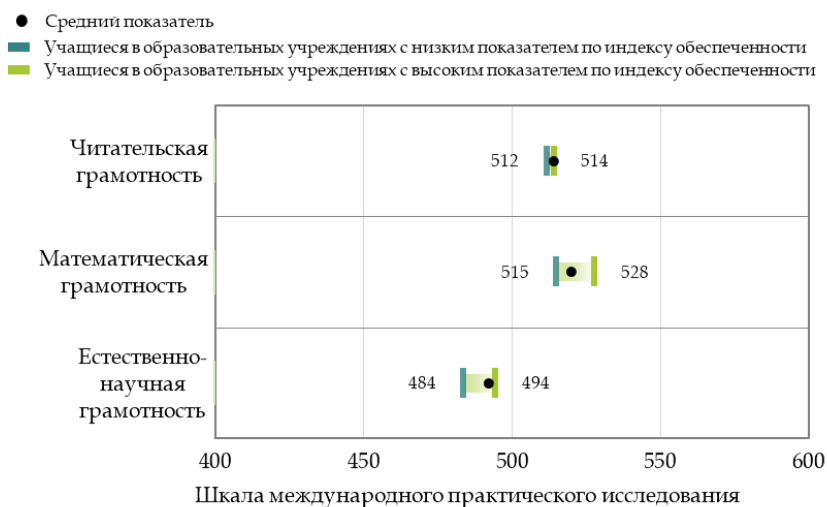 Средний показатель
Учащиеся в образовательных учреждениях с низким показателем по индексу обеспеченности
Учащиеся в образовательных учреждениях с высоким показателем по индексу обеспеченности
Читательская
грамотность
512 514
Математическая
грамотность
515 528
Естественно-
научная
грамотность
484 494
400 450 500 550 600
Шкала международного практического исследования